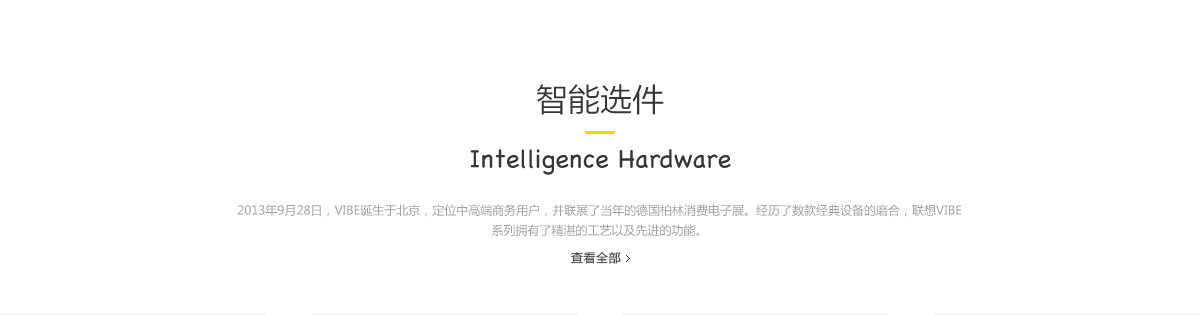 智能选件
Intelligence Hardware
2013年9月28日，VIBE诞生于北京，定位中高端商务用户，并联展了当年的德国柏林消费电子展。经历了数款经典设备的磨合，联想VIBE
系列拥有了精湛的工艺以及先进的功能。
查看全部 >